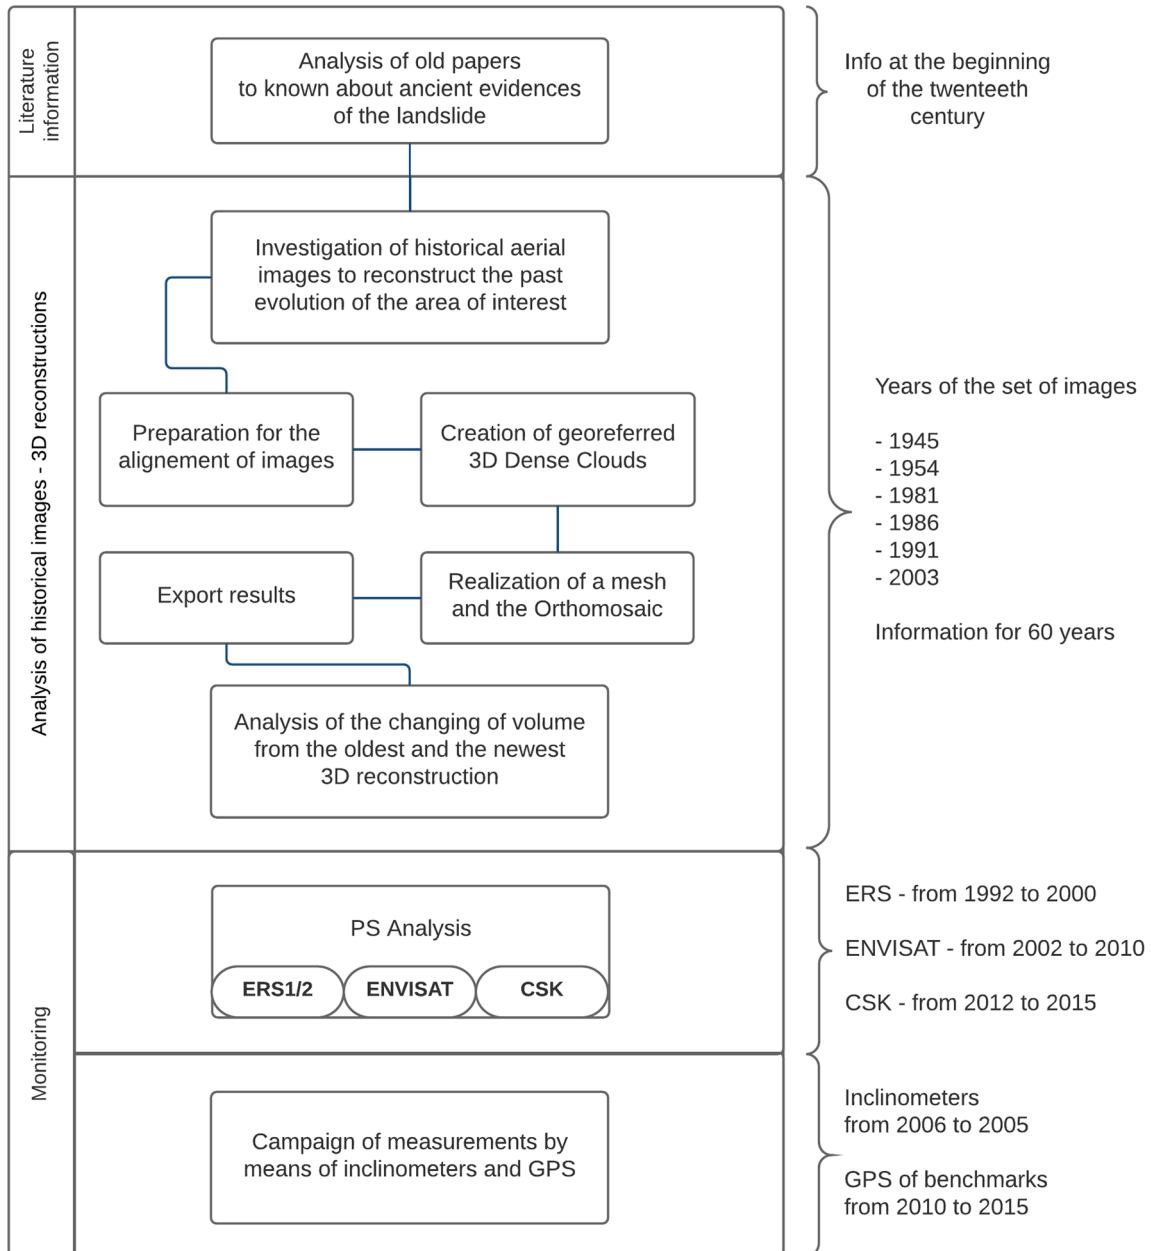 Literature
information
Analysis of old papers
to known about ancient evidences
of the landslide
Info at the beginning
of the twenteeth
century
Analysis of historical images - 3D reconstructions
Investigation of historical aerial
images to reconstruct the past
evolution of the area of interest
Preparation for the
alignement of images
Creation of georeferred
3D Dense Clouds
Export results
Realization of a mesh
and the Orthomosaic
Analysis of the changing of volume
from the oldest and the newest
3D reconstruction
Years of the set of images
- 1945
- 1954
- 1981
- 1986
- 1991
- 2003
Information for 60 years
Monitoring
PS Analysis
ERS1/2
ENVISAT
CSK
ERS - from 1992 to 2000
ENVISAT - from 2002 to 2010
CSK - from 2012 to 2015
Campaign of measurements by
means of inclinometers and GPS
Inclinometers
from 2006 to 2005
GPS of benchmarks
from 2010 to 2015